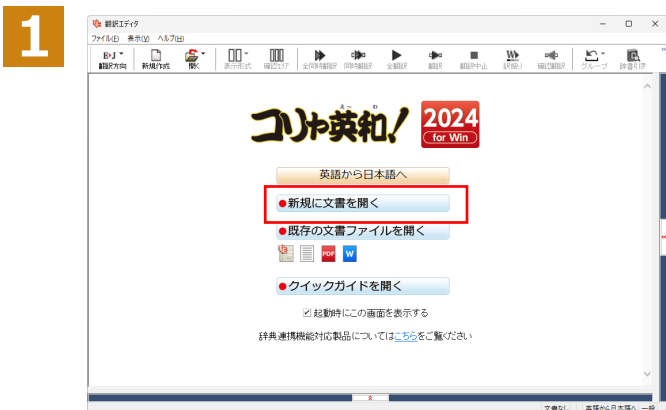 1
翻訳エディタ
ファイル(F) 表示(V) ヘルプ(H)
E▸J
翻訳方向 新規作成 開く 表示形式 確認エリア 全同時翻訳 同時翻訳 全翻訳 翻訳 翻訳中止 訳振り 確認翻訳 グループ 辞書引き
え〜わ
コリャ英和! 2024
for Win
英語から日本語へ
●新規に文書を開く
●既存の文書ファイルを開く
PDF W
●クイックガイドを開く
起動時にこの画面を表示する
辞典連携機能対応製品についてはこちらをご覧ください
文書なし 英語から日本語へ 一般